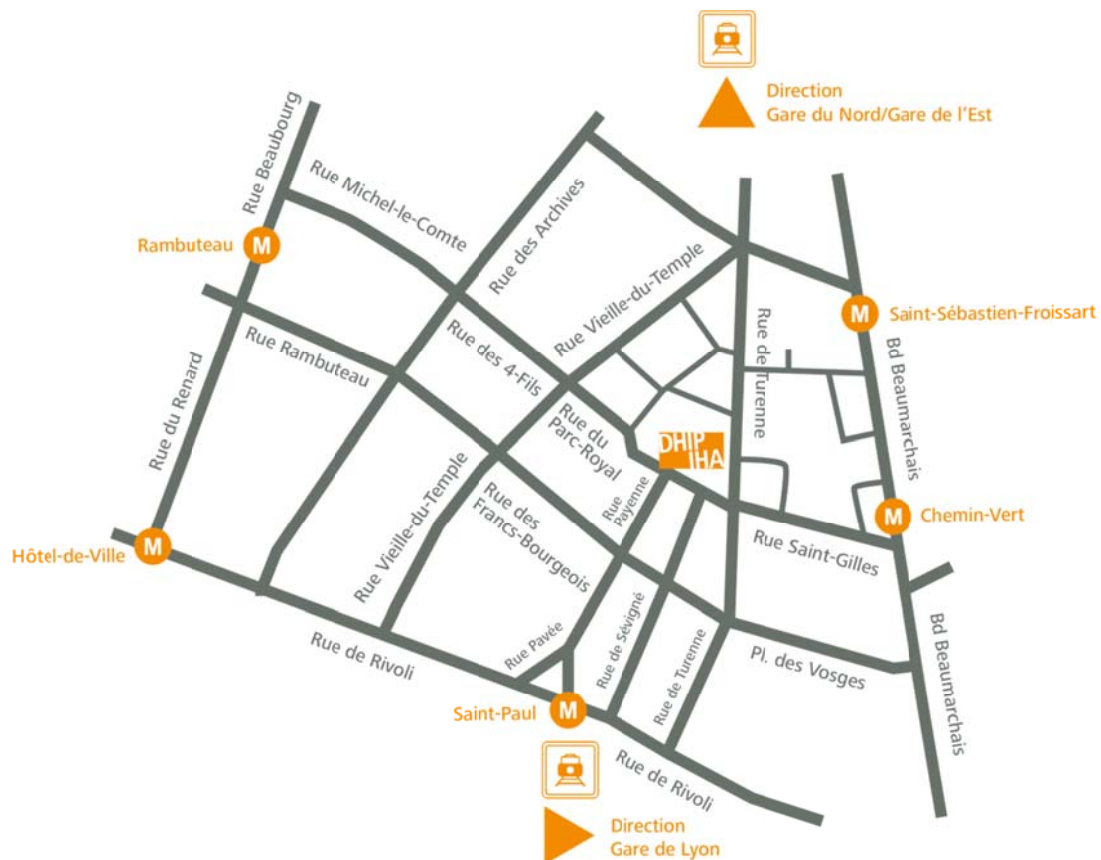 Direction
Gare du Nord/Gare de l'Est
Rue Beaubourg
Rue Michel-le-Comte
Rue des Archives
Rambuteau
M
Rue Vieille-du-Temple
M
Saint-Sébastien-Froissart
Rue Rambuteau
Rue des 4-Fils
Rue de Turenne
Bd Beaumarchais
Rue du Renard
Rue du
Parc-Royal
DHIP
IHA
Rue Vieille-du-Temple
Rue des
Francs-Bourgeois
Rue
Payenne
M
Chemin-Vert
Rue Saint-Gilles
Hôtel-de-Ville
M
Rue de Rivoli
Rue Pavée
Rue de Sévigné
Rue de Turenne
Pl. des Vosges
Bd Beaumarchais
Saint-Paul
M
Rue de Rivoli
Direction
Gare de Lyon